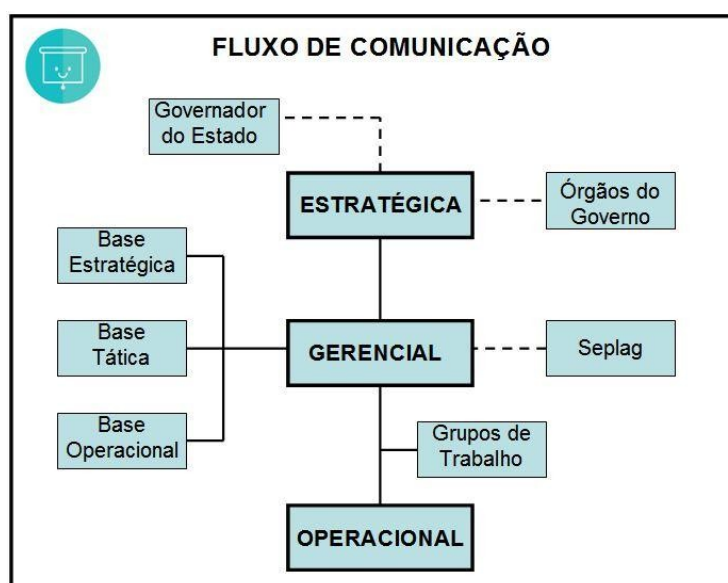 FLUXO DE COMUNICAÇÃO
Governador
do Estado
ESTRATÉGICA
Órgãos do
Governo
Base
Estratégica
Base
Tática
GERENCIAL
Seplag
Base
Operacional
Grupos de
Trabalho
OPERACIONAL